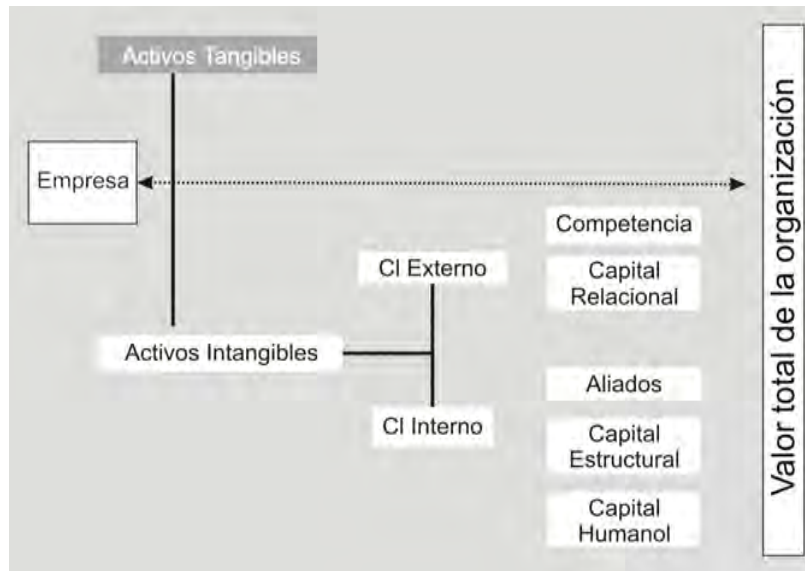 Activos Tangibles
Empresa
Competencia
CI Externo
Capital
Relacional
Activos Intangibles
Aliados
CI Interno
Capital
Estructural
Capital
Humanol
Valor total de la organización